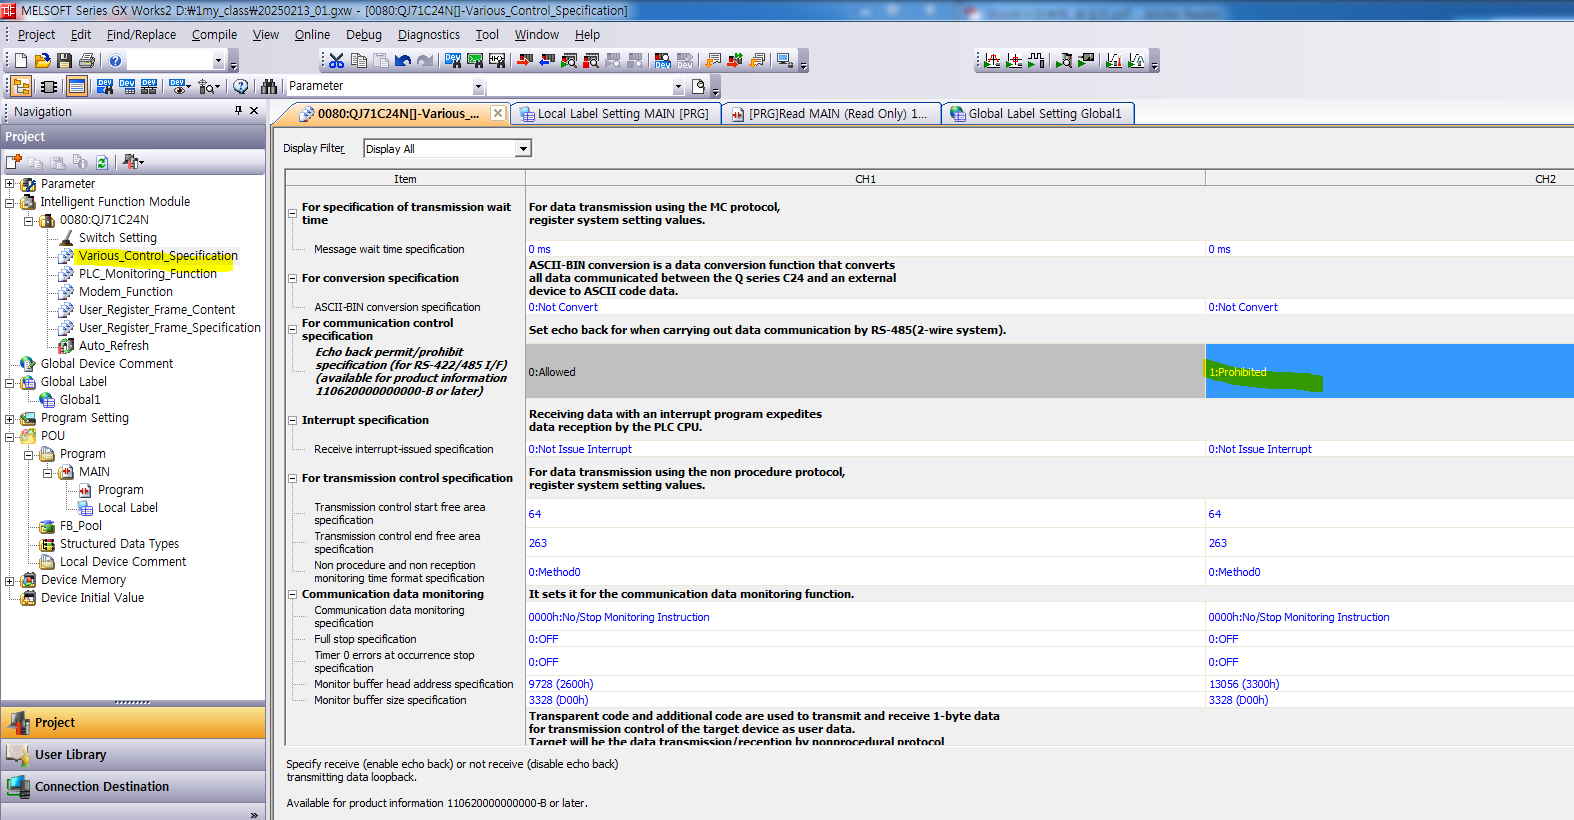 MELSOFT Series GX Works2 D:₩1my_class₩20250213_01.gxw - [0080:QJ71C24N[]-Various_Control_Specification]
Project Edit Find/Replace Compile View Online Debug Diagnostics Tool Window Help
Parameter
Navigation
Project
Parameter
Intelligent Function Module
0080:QJ71C24N
Switch Setting
Various_Control_Specification
PLC_Monitoring_Function
Modem_Function
User_Register_Frame_Content
User_Register_Frame_Specification
Auto_Refresh
Global Device Comment
Global Label
Global1
Program Setting
POU
Program
MAIN
Program
Local Label
FB_Pool
Structured Data Types
Local Device Comment
Device Memory
Device Initial Value
Project
User Library
Connection Destination
»
0080:QJ71C24N[]-Various_... Local Label Setting MAIN [PRG] [PRG]Read MAIN (Read Only) 1... Global Label Setting Global1
Display Filter Display All
Item CH1 CH2
For specification of transmission wait
time
For data transmission using the MC protocol,
register system setting values.
Message wait time specification 0 ms 0 ms
For conversion specification
ASCII-BIN conversion is a data conversion function that converts
all data communicated between the Q series C24 and an external
device to ASCII code data.
ASCII-BIN conversion specification 0:Not Convert 0:Not Convert
For communication control
specification
Set echo back for when carrying out data communication by RS-485(2-wire system).
Echo back permit/prohibit
specification (for RS-422/485 I/F)
(available for product information
110620000000000-B or later)
0:Allowed 1:Prohibited
Interrupt specification
Receiving data with an interrupt program expedites
data reception by the PLC CPU.
Receive interrupt-issued specification 0:Not Issue Interrupt 0:Not Issue Interrupt
For transmission control specification
For data transmission using the non procedure protocol,
register system setting values.
Transmission control start free area
specification
64 64
Transmission control end free area
specification
263 263
Non procedure and non reception
monitoring time format specification
0:Method0 0:Method0
Communication data monitoring It sets it for the communication data monitoring function.
Communication data monitoring
specification
0000h:No/Stop Monitoring Instruction 0000h:No/Stop Monitoring Instruction
Full stop specification 0:OFF 0:OFF
Timer 0 errors at occurrence stop
specification
0:OFF 0:OFF
Monitor buffer head address specification 9728 (2600h) 13056 (3300h)
Monitor buffer size specification 3328 (D00h) 3328 (D00h)
Transparent code and additional code are used to transmit and receive 1-byte data
for transmission control of the target device as user data.
Target will be the data transmission/reception by nonprocedural protocol
Specify receive (enable echo back) or not receive (disable echo back)
transmitting data loopback.
Available for product information 110620000000000-B or later.